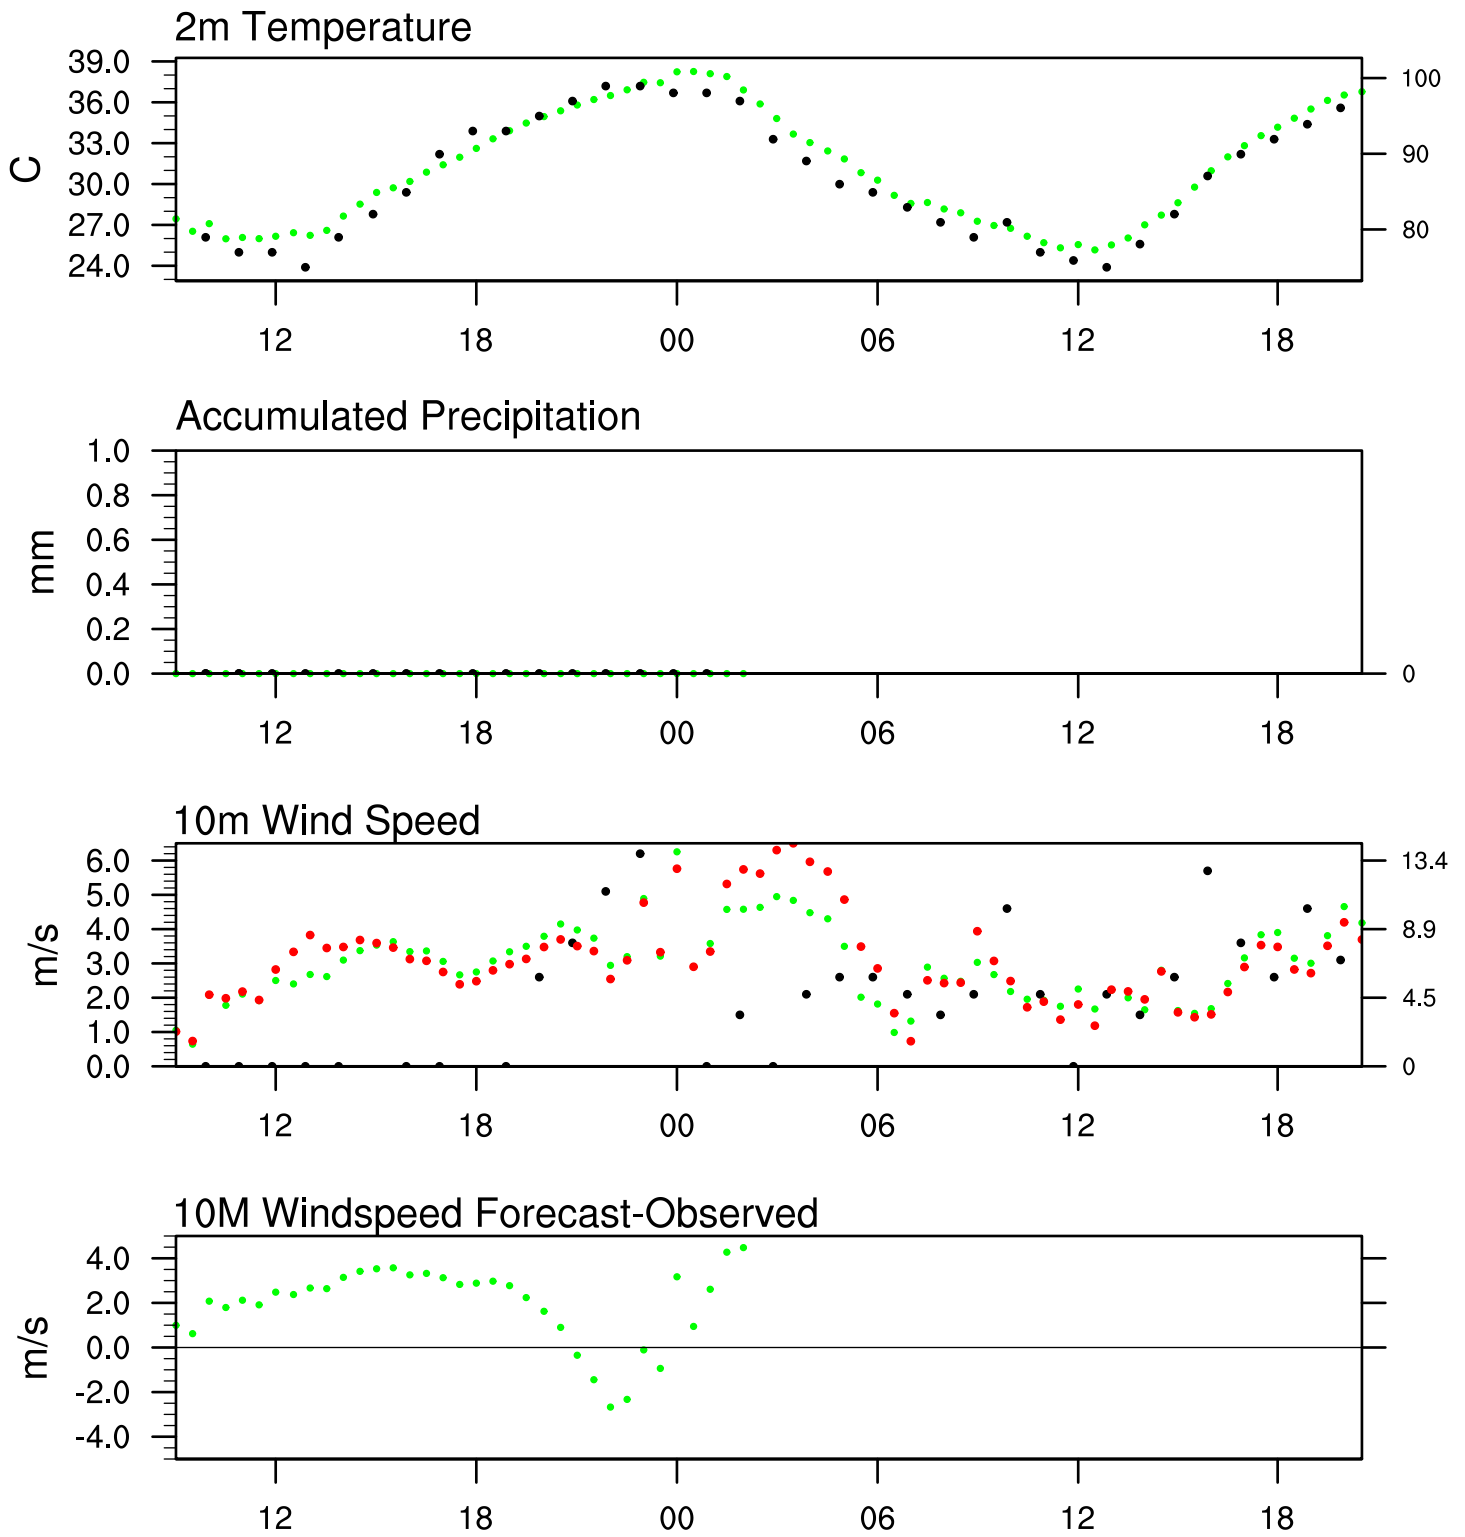 2m Temperature
39.0
36.0
33.0
30.0
27.0
24.0
C
100
90
80
12 18 00 06 12 18
Accumulated Precipitation
1.0
0.8
0.6
0.4
0.2
0.0
mm
0
12 18 00 06 12 18
10m Wind Speed
6.0
5.0
4.0
3.0
2.0
1.0
0.0
m/s
13.4
8.9
4.5
0
12 18 00 06 12 18
10M Windspeed Forecast-Observed
4.0
2.0
0.0
-2.0
-4.0
m/s
12 18 00 06 12 18